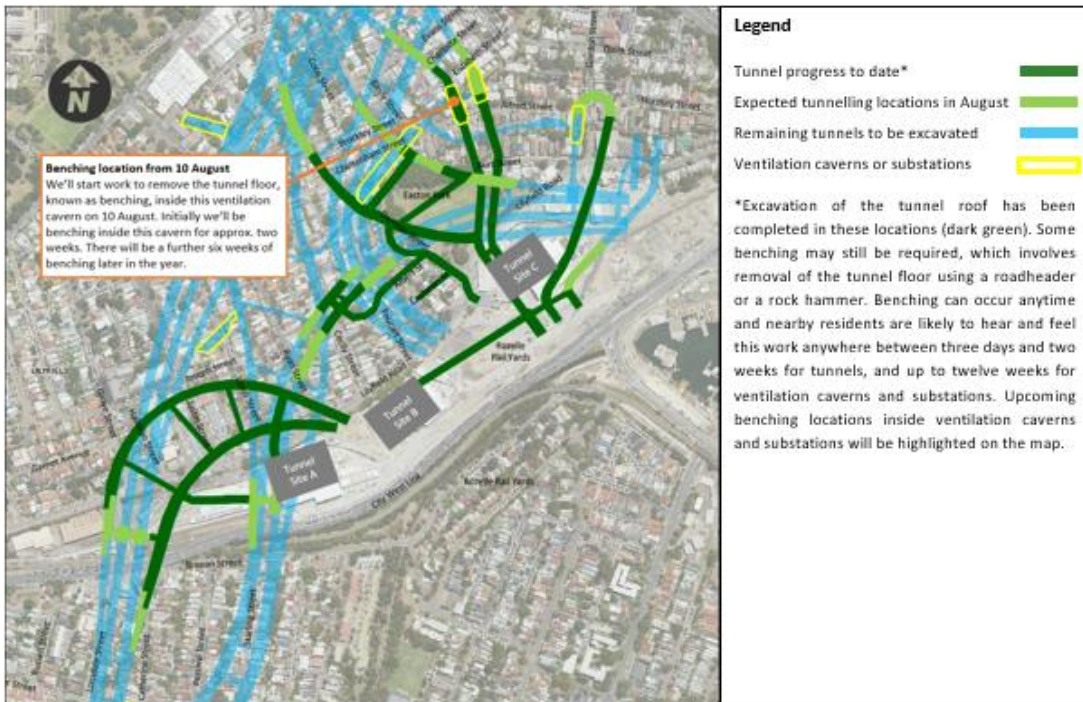 N
Benching location from 10 August
We'll start work to remove the tunnel floor,
known as benching, inside this ventilation
cavern on 10 August. Initially we'll be
benching inside this cavern for approx. two
weeks. There will be a further six weeks of
benching later in the year.
Alfred Street
Easton Park
Tunnel
Site C
Rozelle
Rail Yards
Tunnel
Site B
Tunnel
Site A
City West Link
Rozelle Rail Yards
Catherine Street
Legend
Tunnel progress to date*
Expected tunnelling locations in August
Remaining tunnels to be excavated
Ventilation caverns or substations
*Excavation of the tunnel roof has been
completed in these locations (dark green). Some
benching may still be required, which involves
removal of the tunnel floor using a roadheader
or a rock hammer. Benching can occur anytime
and nearby residents are likely to hear and feel
this work anywhere between three days and two
weeks for tunnels, and up to twelve weeks for
ventilation caverns and substations. Upcoming
benching locations inside ventilation caverns
and substations will be highlighted on the map.